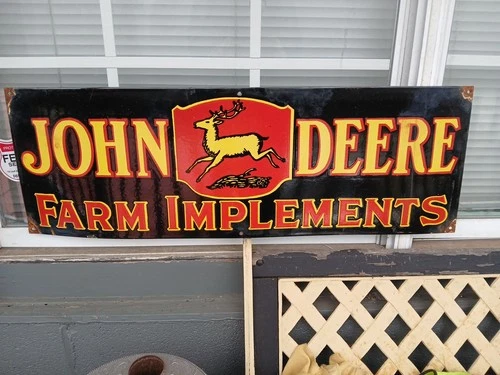 JOHN DEERE
FARM IMPLEMENTS